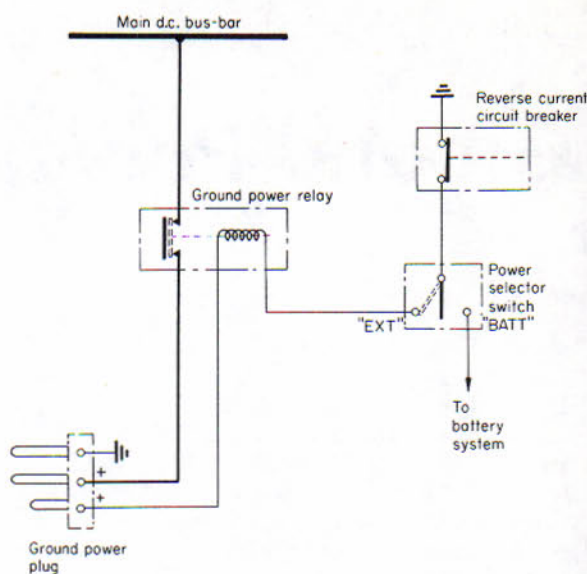 Main d.c. bus-bar
Reverse current
circuit breaker
Ground power relay
Power
selector
switch
"EXT"
"BATT"
To
battery
system
+
+
Ground power
plug